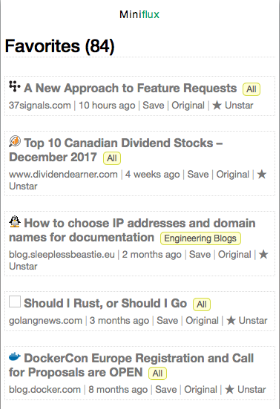 Miniflux
Favorites (84)
A New Approach to Feature Requests All
37signals.com | 10 hours ago | Save | Original | ★ Unstar
Top 10 Canadian Dividend Stocks –
December 2017 All
www.dividendearner.com | 4 weeks ago | Save | Original | ★
Unstar
How to choose IP addresses and domain
names for documentation Engineering Blogs
blog.sleeplessbeastie.eu | 2 months ago | Save | Original | ★
Unstar
Should I Rust, or Should I Go All
golangnews.com | 3 months ago | Save | Original | ★ Unstar
DockerCon Europe Registration and Call
for Proposals are OPEN All
blog.docker.com | 8 months ago | Save | Original | ★ Unstar